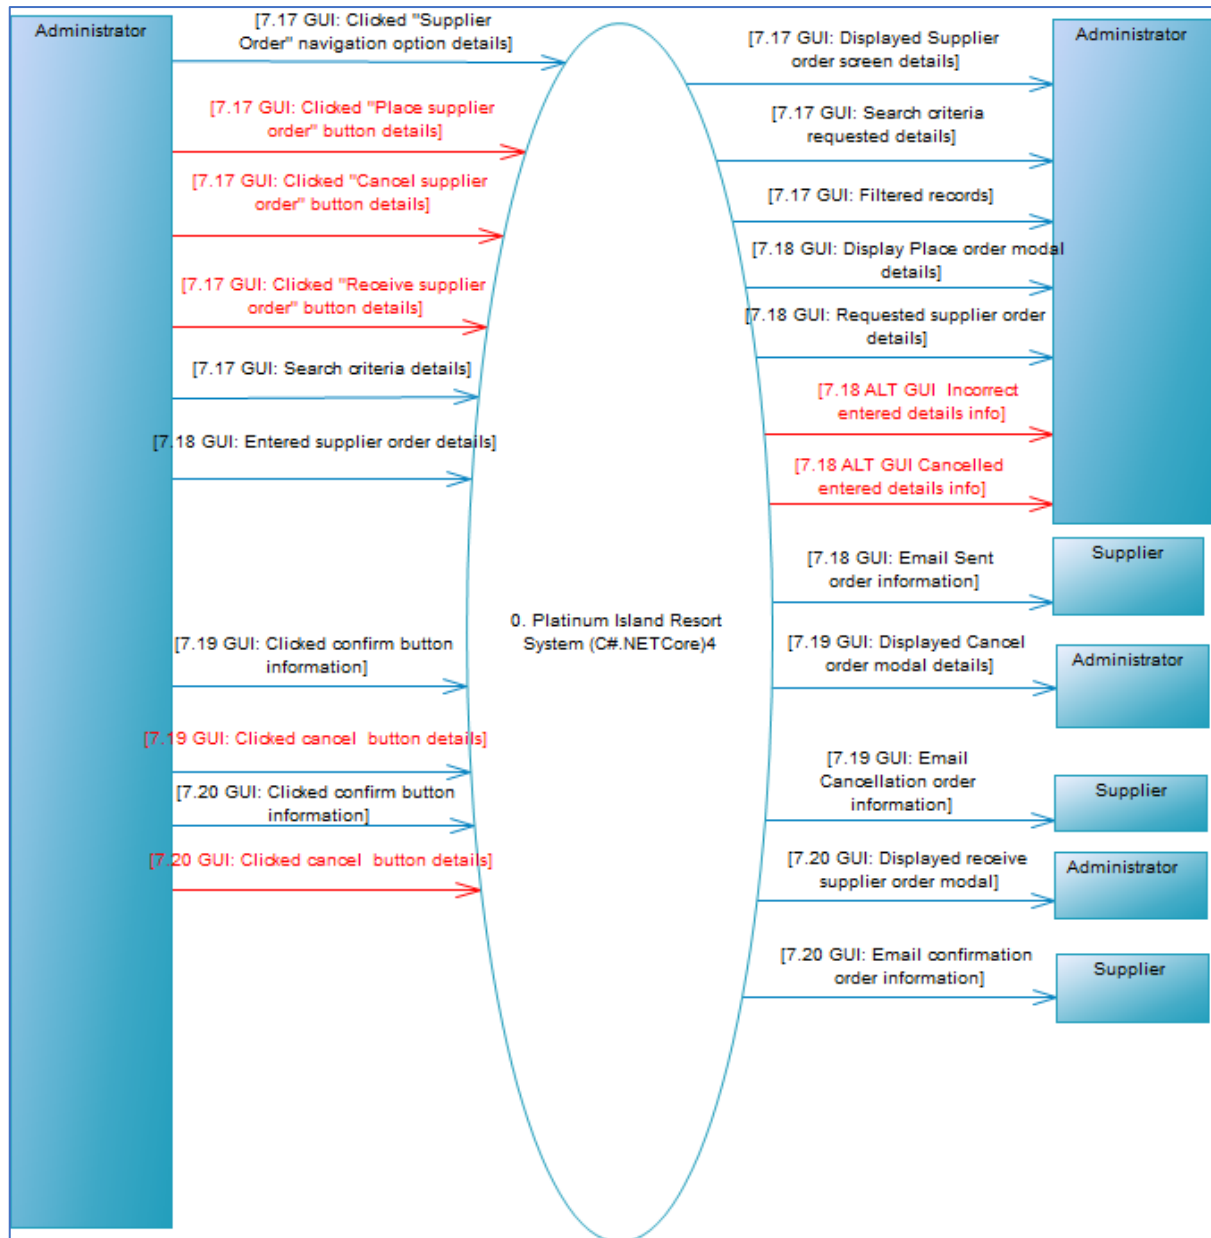 Administrator
[7.17 GUI: Clicked "Supplier
Order" navigation option details]
[7.17 GUI: Clicked "Place supplier
order" button details]
[7.17 GUI: Clicked "Cancel supplier
order" button details]
[7.17 GUI: Clicked "Receive supplier
order" button details]
[7.17 GUI: Search criteria details]
[7.18 GUI: Entered supplier order details]
[7.19 GUI: Clicked confirm button
information]
[7.19 GUI: Clicked cancel  button details]
[7.20 GUI: Clicked confirm button
information]
[7.20 GUI: Clicked cancel  button details]
0. Platinum Island Resort
System (C#.NETCore)4
[7.17 GUI: Displayed Supplier
order screen details]
[7.17 GUI: Search criteria
requested details]
[7.17 GUI: Filtered records]
[7.18 GUI: Display Place order modal
details]
[7.18 GUI: Requested supplier order
details]
[7.18 ALT GUI  Incorrect
entered details info]
[7.18 ALT GUI Cancelled
entered details info]
[7.18 GUI: Email Sent
order information]
[7.19 GUI: Displayed Cancel
order modal details]
[7.19 GUI: Email
Cancellation order
information]
[7.20 GUI: Displayed receive
supplier order modal]
[7.20 GUI: Email confirmation
order information]
Administrator
Supplier
Administrator
Supplier
Administrator
Supplier